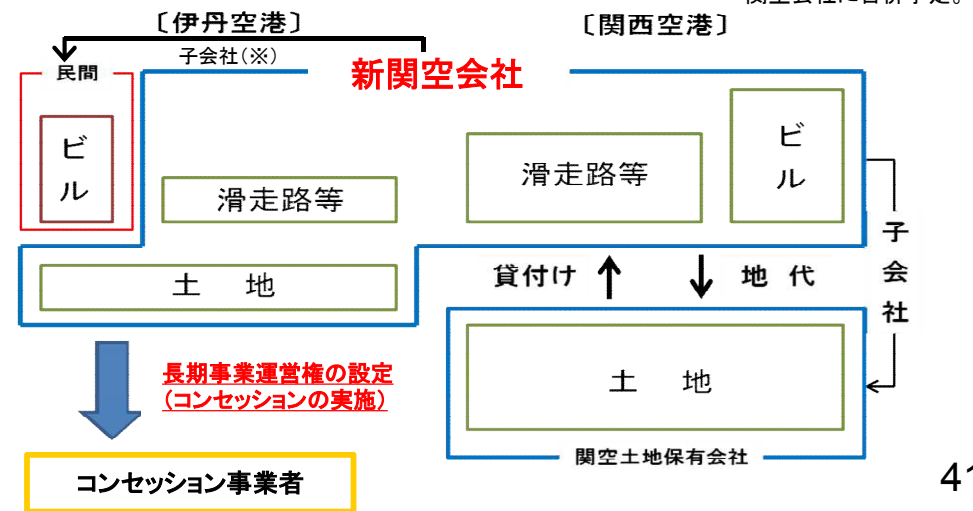 〔伊丹空港〕
〔関西空港〕
子会社(※)
民間
新関空会社
ビル
滑走路等
滑走路等
ビル
土 地
貸付け
地 代
子会社
土 地
関空土地保有会社
長期事業運営権の設定
(コンセッションの実施)
コンセッション事業者